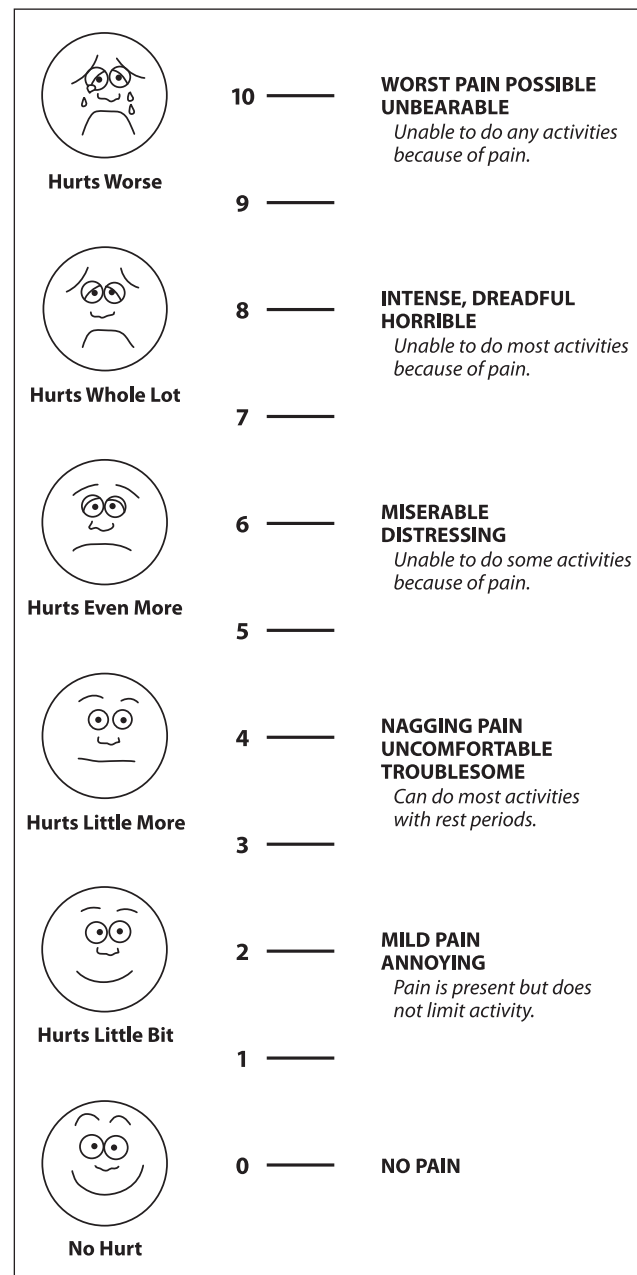 10 WORST PAIN POSSIBLE
UNBEARABLE
Unable to do any activities
because of pain.
Hurts Worse
9
8 INTENSE, DREADFUL
HORRIBLE
Unable to do most activities
because of pain.
Hurts Whole Lot
7
6 MISERABLE
DISTRESSING
Unable to do some activities
because of pain.
Hurts Even More
5
4 NAGGING PAIN
UNCOMFORTABLE
TROUBLESOME
Can do most activities
with rest periods.
Hurts Little More
3
2 MILD PAIN
ANNOYING
Pain is present but does
not limit activity.
Hurts Little Bit
1
0 NO PAIN
No Hurt